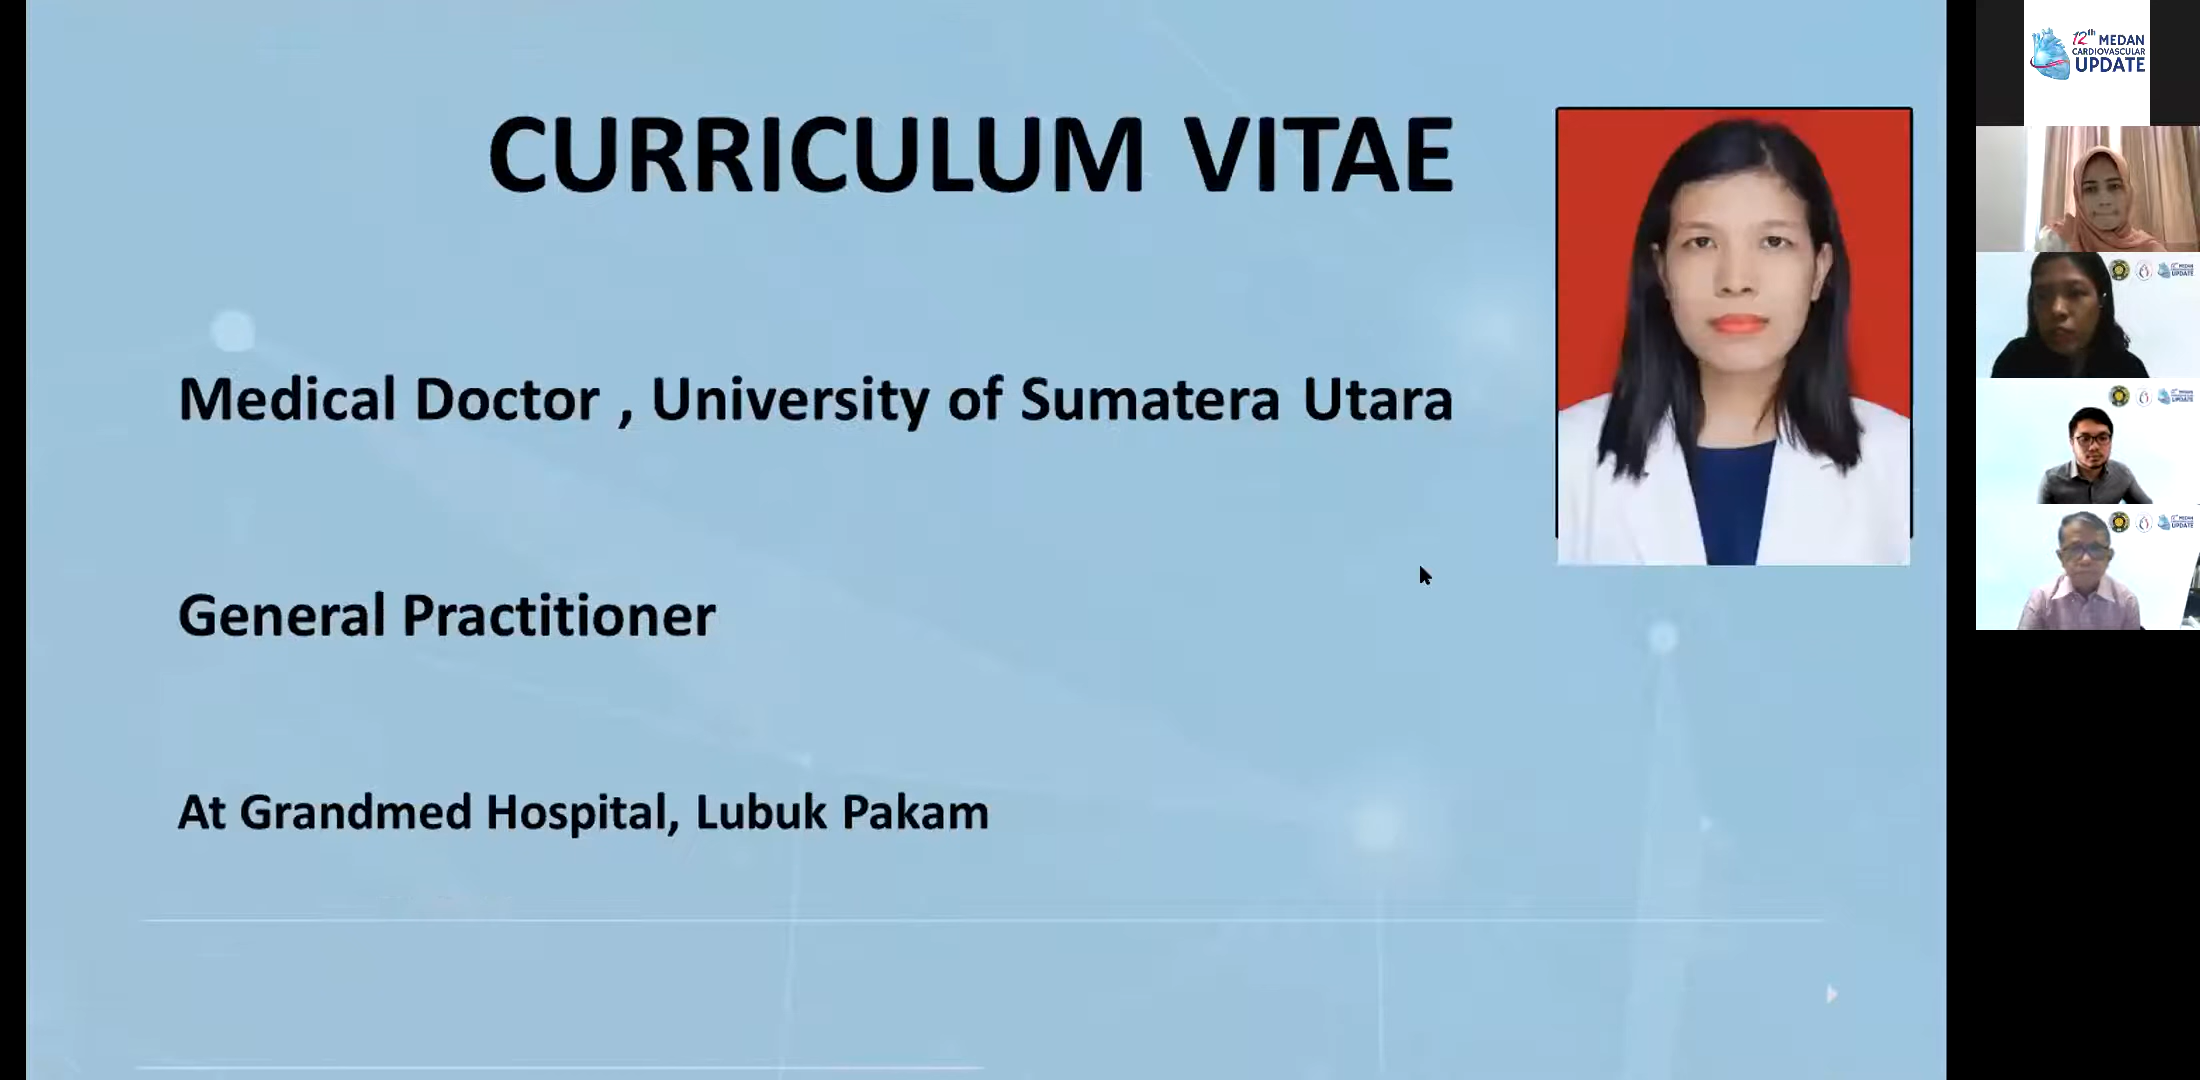 CURRICULUM VITAE
Medical Doctor , University of Sumatera Utara
General Practitioner
At Grandmed Hospital, Lubuk Pakam
12th MEDAN
CARDIOVASCULAR
UPDATE